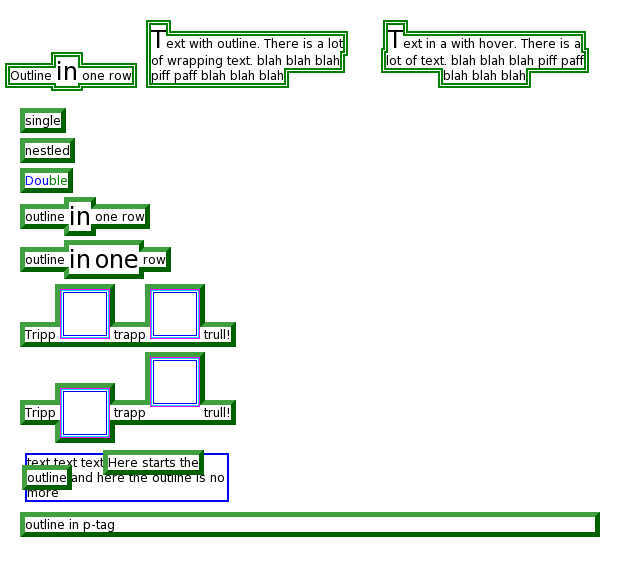 Outline in one row
Text with outline. There is a lot
of wrapping text. blah blah blah
piff paff blah blah blah
Text in a with hover. There is a
lot of text. blah blah blah piff paff
blah blah blah
single
nestled
Double
outline in one row
outline in one row
Tripp trapp trull!
Tripp trapp trull!
text text text Here starts the
outline and here the outline is no
more
outline in p-tag